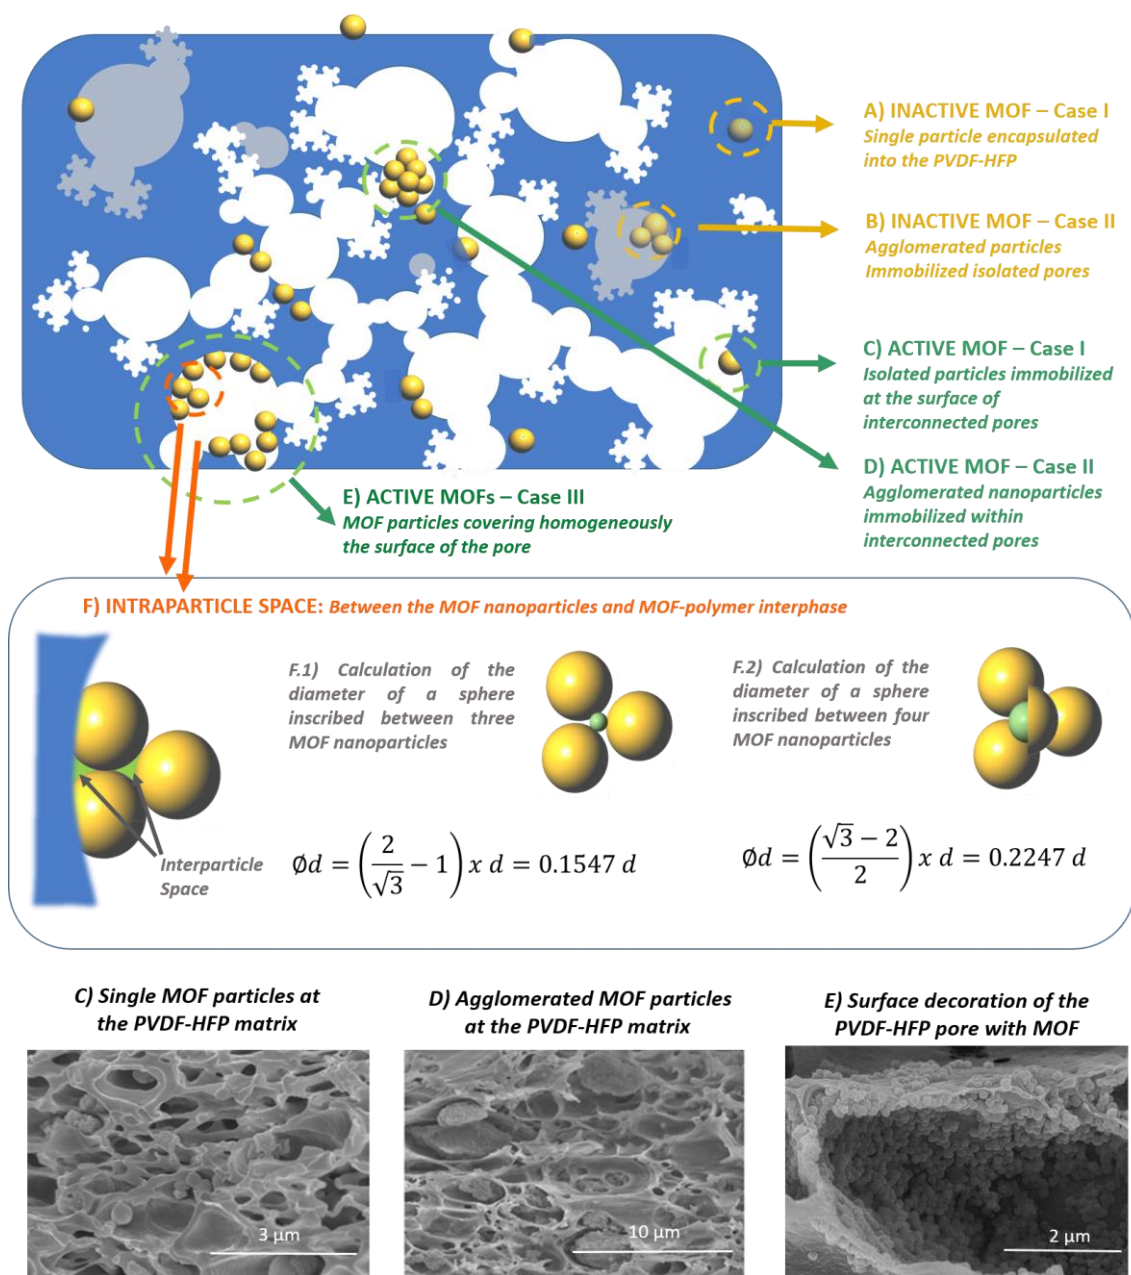 A) INACTIVE MOF – Case I
Single particle encapsulated
into the PVDF-HFP
B) INACTIVE MOF – Case II
Agglomerated particles
Immobilized isolated pores
C) ACTIVE MOF – Case I
Isolated particles immobilized
at the surface of
interconnected pores
D) ACTIVE MOF – Case II
Agglomerated nanoparticles
immobilized within
interconnected pores
E) ACTIVE MOFs – Case III
MOF particles covering homogeneously
the surface of the pore
F) INTRAPARTICLE SPACE: Between the MOF nanoparticles and MOF-polymer interphase
F.1) Calculation of the
diameter of a sphere
inscribed between three
MOF nanoparticles
F.2) Calculation of the
diameter of a sphere
inscribed between four
MOF nanoparticles
Interparticle
Space
∅d = (2/√3 − 1) x d = 0.1547 d
∅d = ((√3 − 2)/2) x d = 0.2247 d
C) Single MOF particles at
the PVDF-HFP matrix
D) Agglomerated MOF particles
at the PVDF-HFP matrix
E) Surface decoration of the
PVDF-HFP pore with MOF
3 µm
10 µm
2 µm